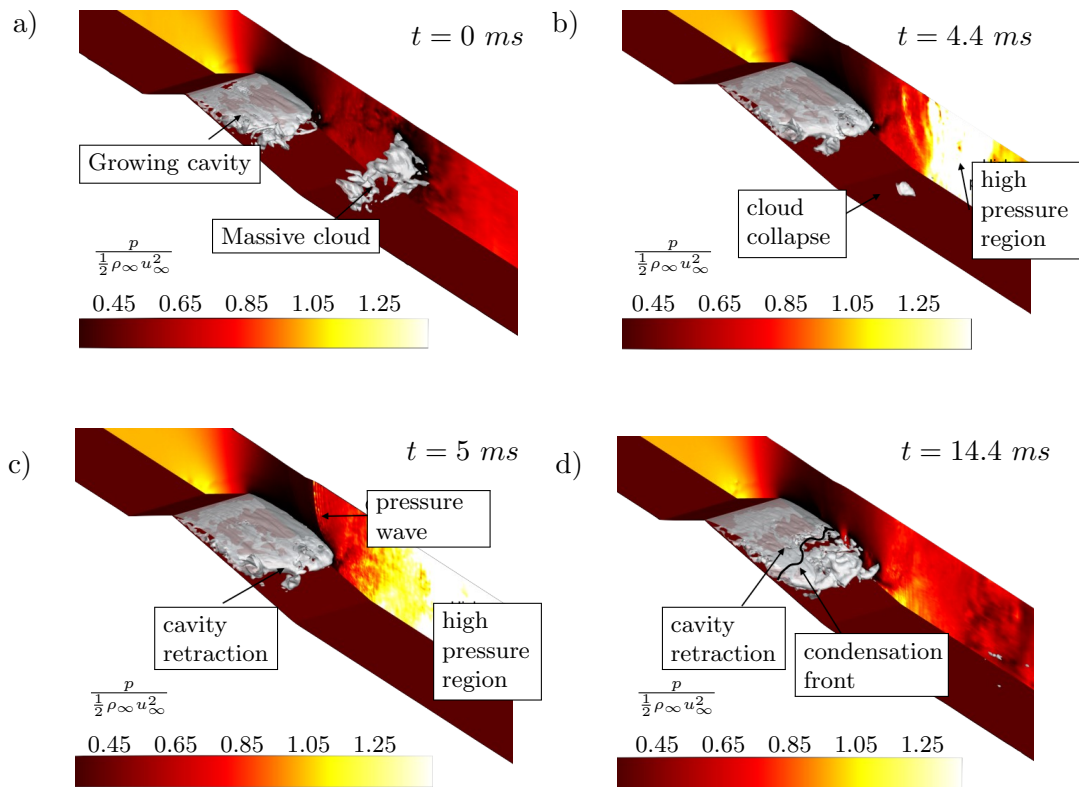 a)
t = 0 ms
Growing cavity
Massive cloud
p
½ρ∞u²∞
0.45 0.65 0.85 1.05 1.25
b)
t = 4.4 ms
cloud
collapse
high
pressure
region
p
½ρ∞u²∞
0.45 0.65 0.85 1.05 1.25
c)
t = 5 ms
pressure
wave
cavity
retraction
high
pressure
region
p
½ρ∞u²∞
0.45 0.65 0.85 1.05 1.25
d)
t = 14.4 ms
cavity
retraction
condensation
front
p
½ρ∞u²∞
0.45 0.65 0.85 1.05 1.25